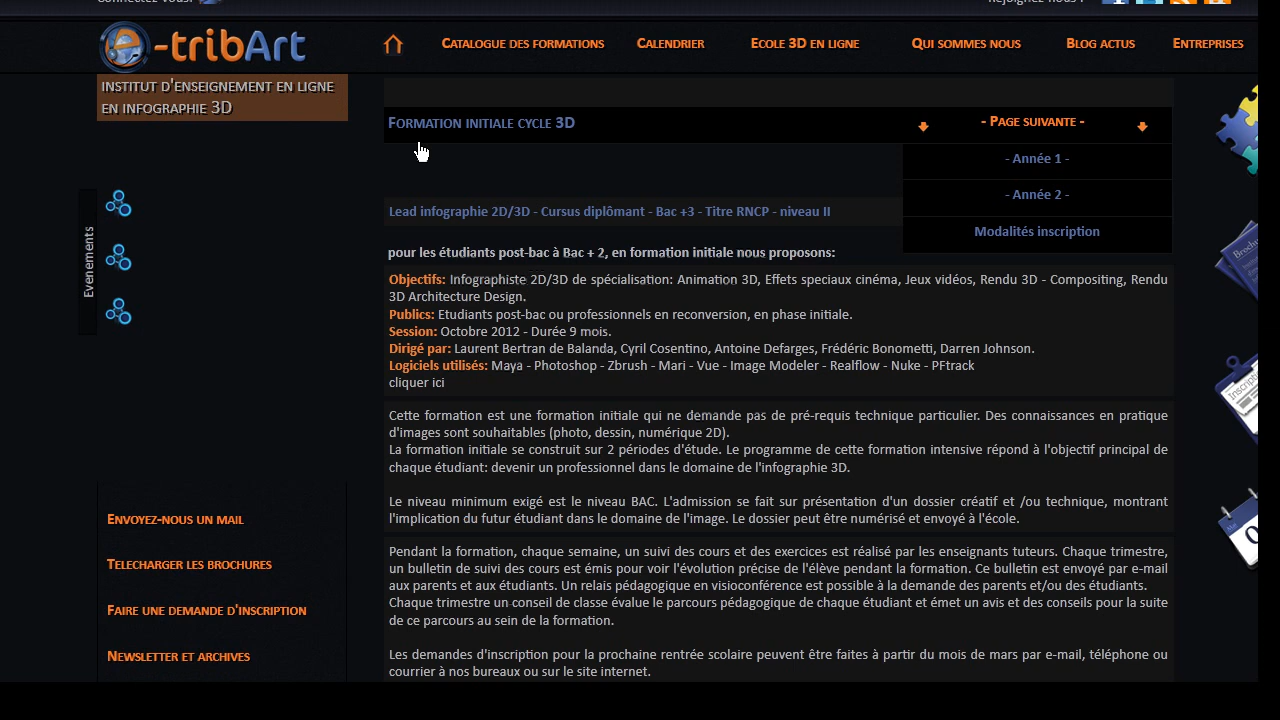 Connectez-vous!
Rejoignez-nous !
e-tribArt
Catalogue des formations
Calendrier
Ecole 3D en ligne
Qui sommes nous
Blog actus
Entreprises
institut d'enseignement en ligne
en infographie 3D
Formation initiale cycle 3D
- Page suivante -
- Année 1 -
- Année 2 -
Modalités inscription
Evenements
Lead infographie 2D/3D - Cursus diplômant - Bac +3 - Titre RNCP - niveau II
pour les étudiants post-bac à Bac + 2, en formation initiale nous proposons:
Objectifs: Infographiste 2D/3D de spécialisation: Animation 3D, Effets speciaux cinéma, Jeux vidéos, Rendu 3D - Compositing, Rendu
3D Architecture Design.
Publics: Etudiants post-bac ou professionnels en reconversion, en phase initiale.
Session: Octobre 2012 - Durée 9 mois.
Dirigé par: Laurent Bertran de Balanda, Cyril Cosentino, Antoine Defarges, Frédéric Bonometti, Darren Johnson.
Logiciels utilisés: Maya - Photoshop - Zbrush - Mari - Vue - Image Modeler - Realflow - Nuke - PFtrack
cliquer ici
Cette formation est une formation initiale qui ne demande pas de pré-requis technique particulier. Des connaissances en pratique
d'images sont souhaitables (photo, dessin, numérique 2D).
La formation initiale se construit sur 2 périodes d'étude. Le programme de cette formation intensive répond à l'objectif principal de
chaque étudiant: devenir un professionnel dans le domaine de l'infographie 3D.
Le niveau minimum exigé est le niveau BAC. L'admission se fait sur présentation d'un dossier créatif et /ou technique, montrant
l'implication du futur étudiant dans le domaine de l'image. Le dossier peut être numérisé et envoyé à l'école.
Pendant la formation, chaque semaine, un suivi des cours et des exercices est réalisé par les enseignants tuteurs. Chaque trimestre,
un bulletin de suivi des cours est émis pour voir l'évolution précise de l'élève pendant la formation. Ce bulletin est envoyé par e-mail
aux parents et aux étudiants. Un relais pédagogique en visioconférence est possible à la demande des parents et/ou des étudiants.
Chaque trimestre un conseil de classe évalue le parcours pédagogique de chaque étudiant et émet un avis et des conseils pour la suite
de ce parcours au sein de la formation.
Les demandes d'inscription pour la prochaine rentrée scolaire peuvent être faites à partir du mois de mars par e-mail, téléphone ou
courrier à nos bureaux ou sur le site internet.
Envoyez-nous un mail
Telecharger les brochures
Faire une demande d'inscription
Newsletter et archives